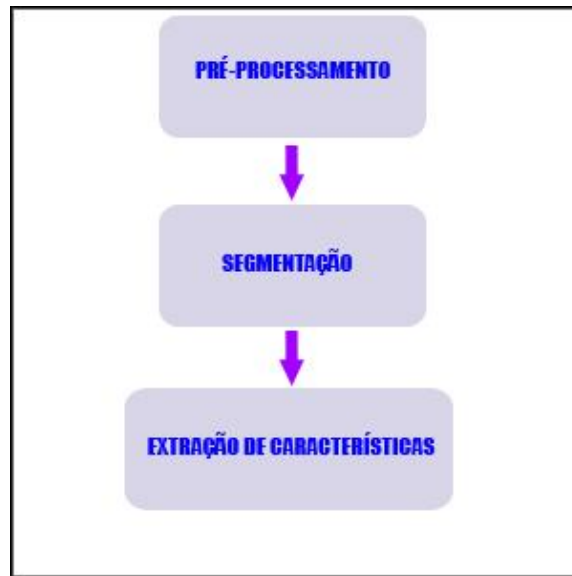 PRÉ-PROCESSAMENTO
SEGMENTAÇÃO
EXTRAÇÃO DE CARACTERÍSTICAS